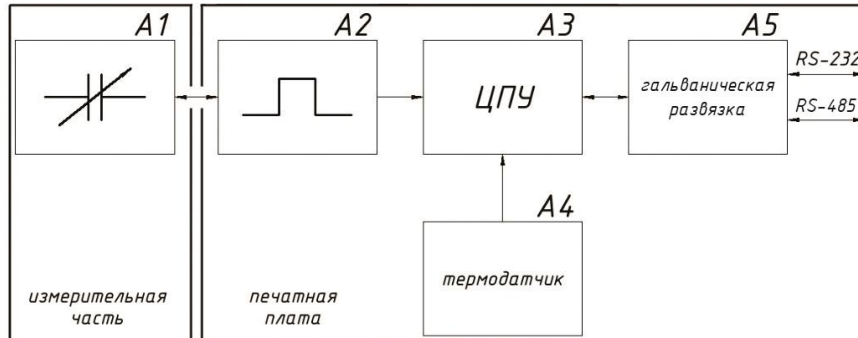 A1
A2
A3
A5
ЦПУ
гальваническая
развязка
RS-232
RS-485
A4
термодатчик
измерительная
часть
печатная
плата